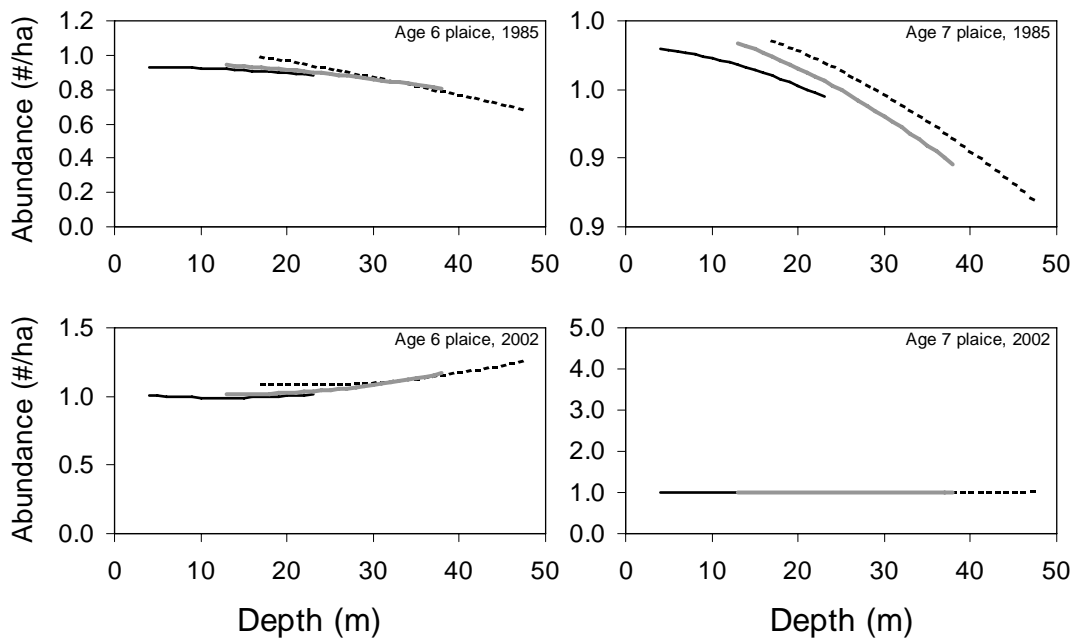 Age 6 plaice, 1985
Abundance (#/ha)
1.2
1.0
0.8
0.6
0.4
0.2
0.0
0 10 20 30 40 50
Age 7 plaice, 1985
1.0
1.0
0.9
0.9
0 10 20 30 40 50
Age 6 plaice, 2002
Abundance (#/ha)
1.5
1.0
0.5
0.0
0 10 20 30 40 50
Depth (m)
Age 7 plaice, 2002
5.0
4.0
3.0
2.0
1.0
0.0
0 10 20 30 40 50
Depth (m)